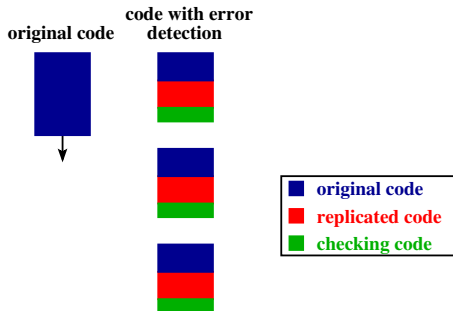 original code
code with error
detection
original code
replicated code
checking code